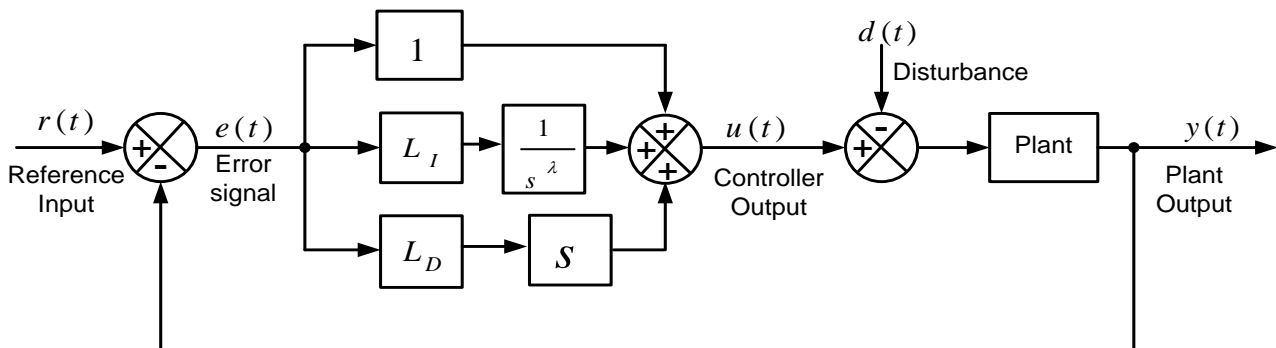 r(t)
Reference
Input
+
-
e(t)
Error
signal
1
L_I
1
s^λ
L_D
s
+
+
+
u(t)
Controller
Output
d(t)
Disturbance
-
+
Plant
y(t)
Plant
Output